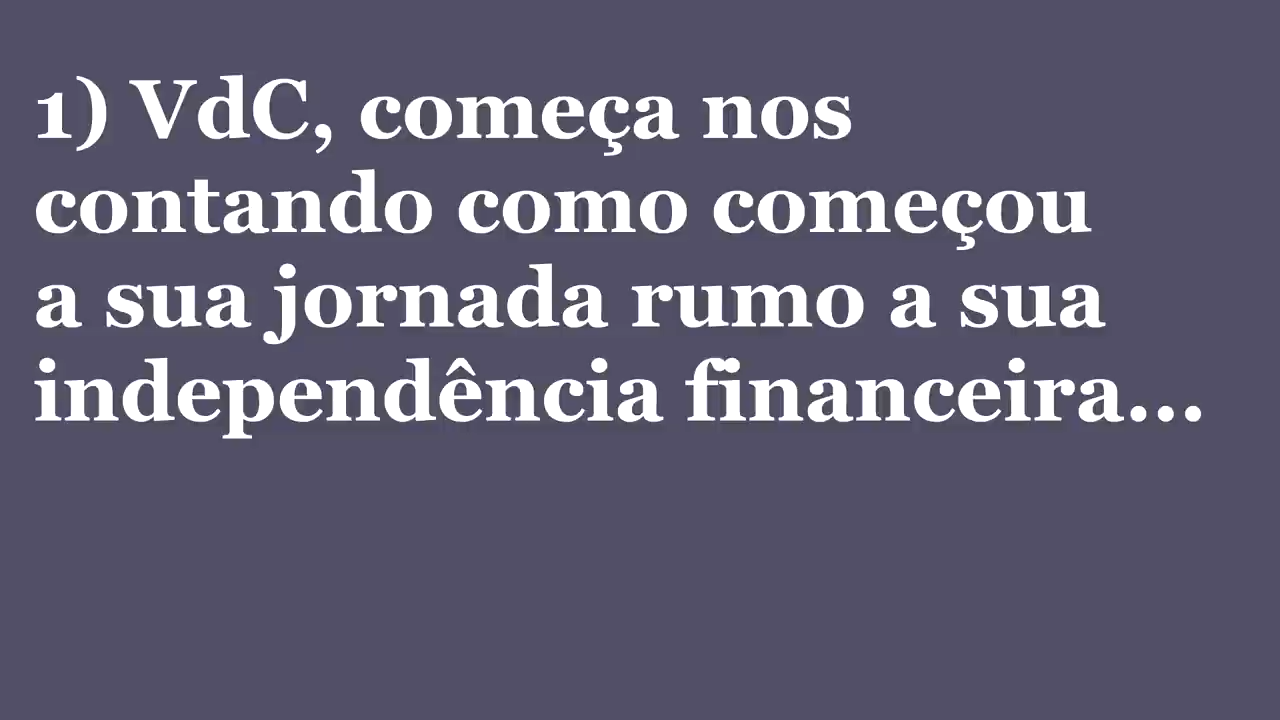 1) VdC, começa nos
contando como começou
a sua jornada rumo a sua
independência financeira...